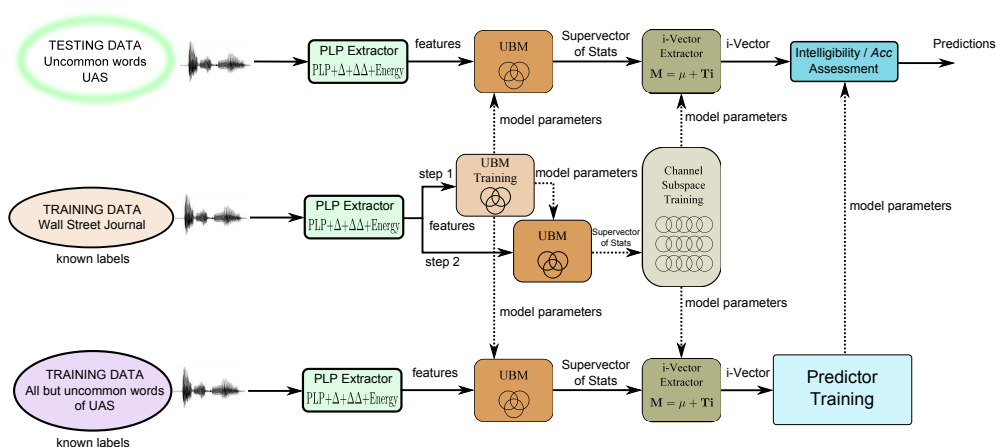 TESTING DATA
Uncommon words
UAS
PLP Extractor
PLP+Δ+ΔΔ+Energy
features
UBM
Supervector
of Stats
i-Vector
Extractor
M = μ + Ti
i-Vector
Intelligibility / Acc
Assessment
Predictions
model parameters
model parameters
TRAINING DATA
Wall Street Journal
known labels
PLP Extractor
PLP+Δ+ΔΔ+Energy
step 1
features
step 2
UBM
Training
model parameters
UBM
Supervector
of Stats
Channel
Subspace
Training
model parameters
model parameters
model parameters
TRAINING DATA
All but uncommon words
of UAS
known labels
PLP Extractor
PLP+Δ+ΔΔ+Energy
features
UBM
Supervector
of Stats
i-Vector
Extractor
M = μ + Ti
i-Vector
Predictor
Training